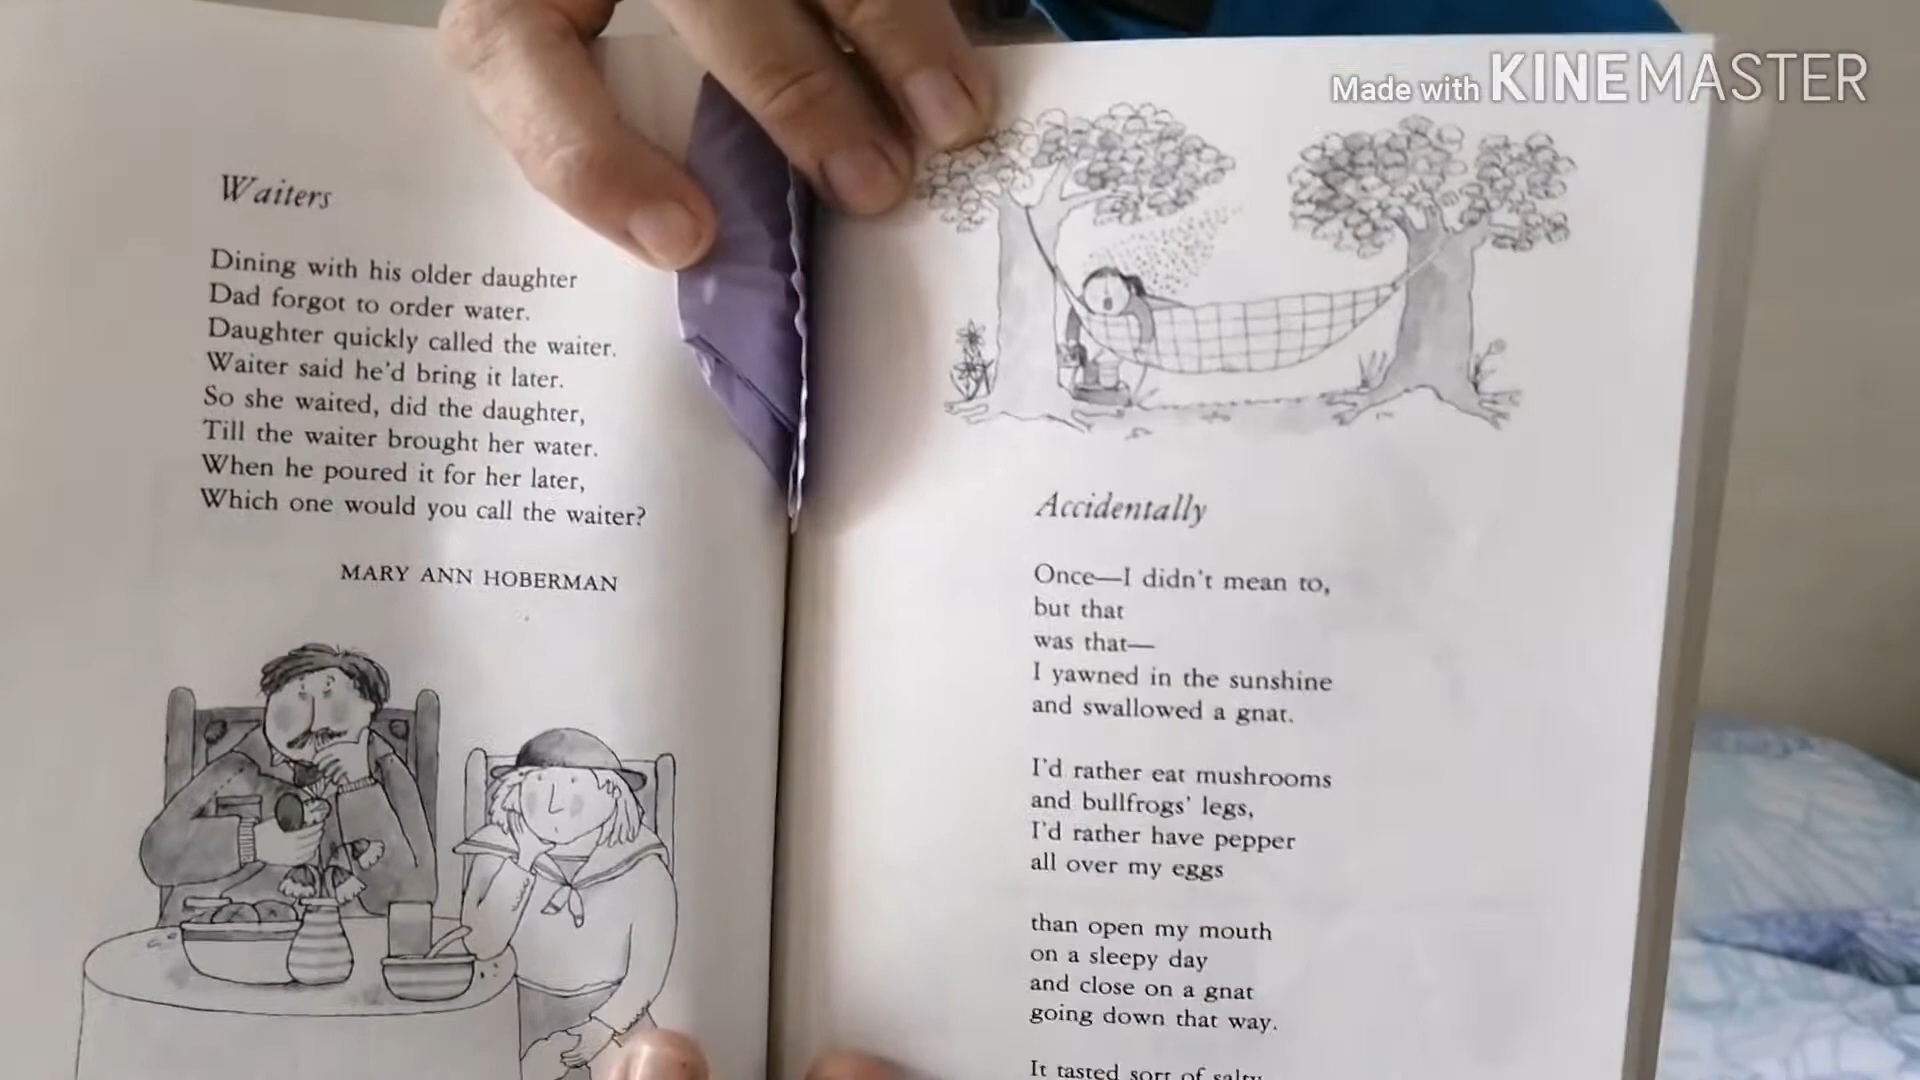 Made with KINEMASTER
Waiters
Dining with his older daughter
Dad forgot to order water.
Daughter quickly called the waiter.
Waiter said he'd bring it later.
So she waited, did the daughter,
Till the waiter brought her water.
When he poured it for her later,
Which one would you call the waiter?
MARY ANN HOBERMAN
Accidentally
Once—I didn't mean to,
but that
was that—
I yawned in the sunshine
and swallowed a gnat.
I'd rather eat mushrooms
and bullfrogs' legs,
I'd rather have pepper
all over my eggs
than open my mouth
on a sleepy day
and close on a gnat
going down that way.
It tasted sort of salty